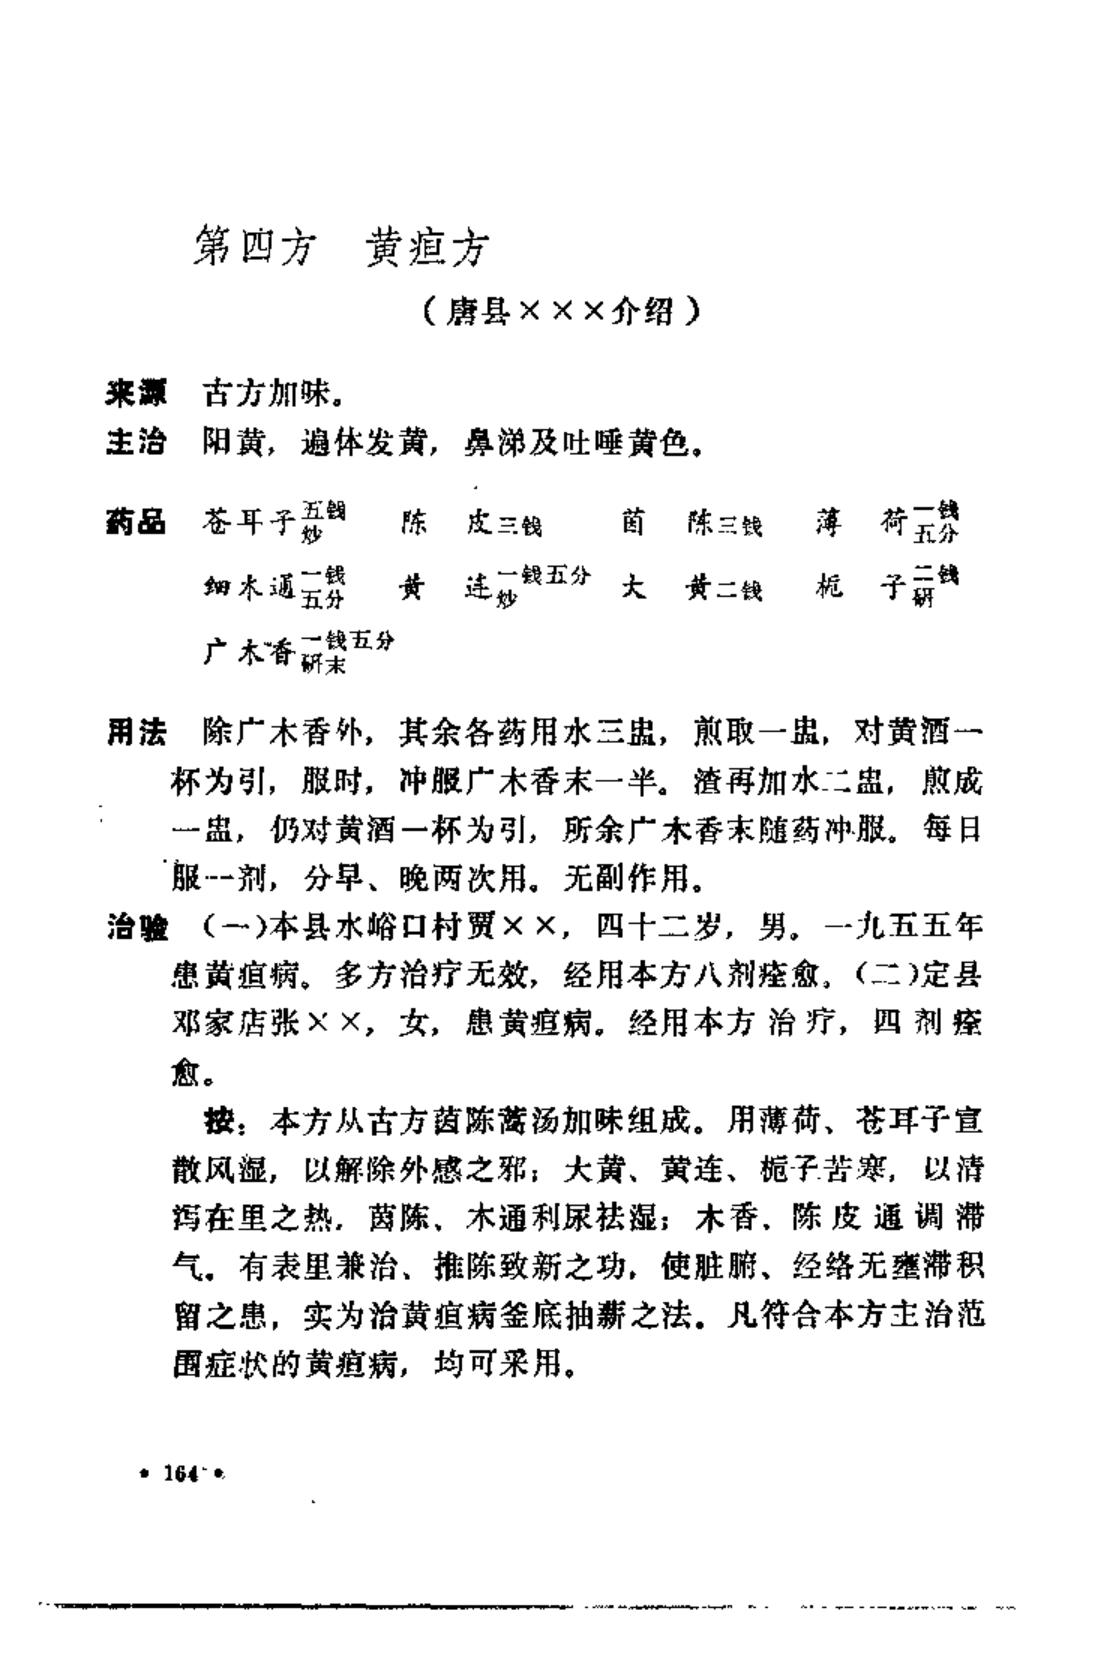 第四方　黄疸方
（唐县×××介绍）
来源　古方加味。
主治　阳黄，遍体发黄，鼻涕及吐唾黄色。
药品　苍耳子五钱炒　陈　皮三钱　茵　陈三钱　薄　荷一钱五分
细木通一钱五分　黄　连一钱五分炒　大　黄二钱　栀　子二钱研
广木香一钱五分研末
用法　除广木香外，其余各药用水三盅，煎取一盅，对黄酒一
杯为引，服时，冲服广木香末一半。渣再加水二盅，煎成
一盅，仍对黄酒一杯为引，所余广木香末随药冲服。每日
服一剂，分早、晚两次用。无副作用。
治验　（一）本县水峪口村贾××，四十二岁，男。一九五五年
患黄疸病。多方治疗无效，经用本方八剂痊愈。（二）定县
邓家店张××，女，患黄疸病。经用本方治疗，四剂痊
愈。
按：本方从古方茵陈蒿汤加味组成。用薄荷、苍耳子宣
散风湿，以解除外感之邪；大黄、黄连、栀子苦寒，以清
泻在里之热．茵陈、木通利尿祛湿；木香、陈皮通调滞
气。有表里兼治、推陈致新之功，使脏腑、经络无壅滞积
留之患，实为治黄疸病釜底抽薪之法。凡符合本方主治范
围症状的黄疸病，均可采用。
• 164 •